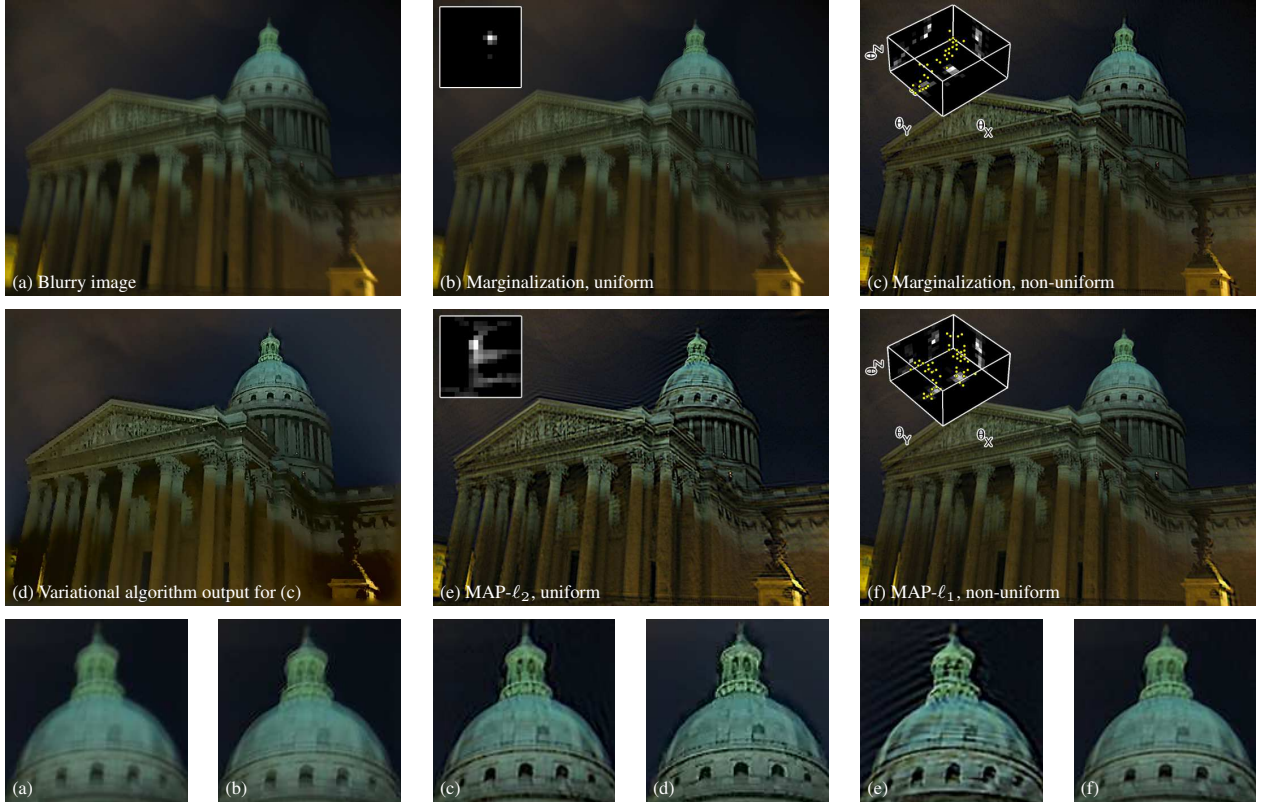 (a) Blurry image
(b) Marginalization, uniform
θZ
θY
θX
(c) Marginalization, non-uniform
(d) Variational algorithm output for (c)
(e) MAP-ℓ2, uniform
θZ
θY
θX
(f) MAP-ℓ1, non-uniform
(a)
(b)
(c)
(d)
(e)
(f)